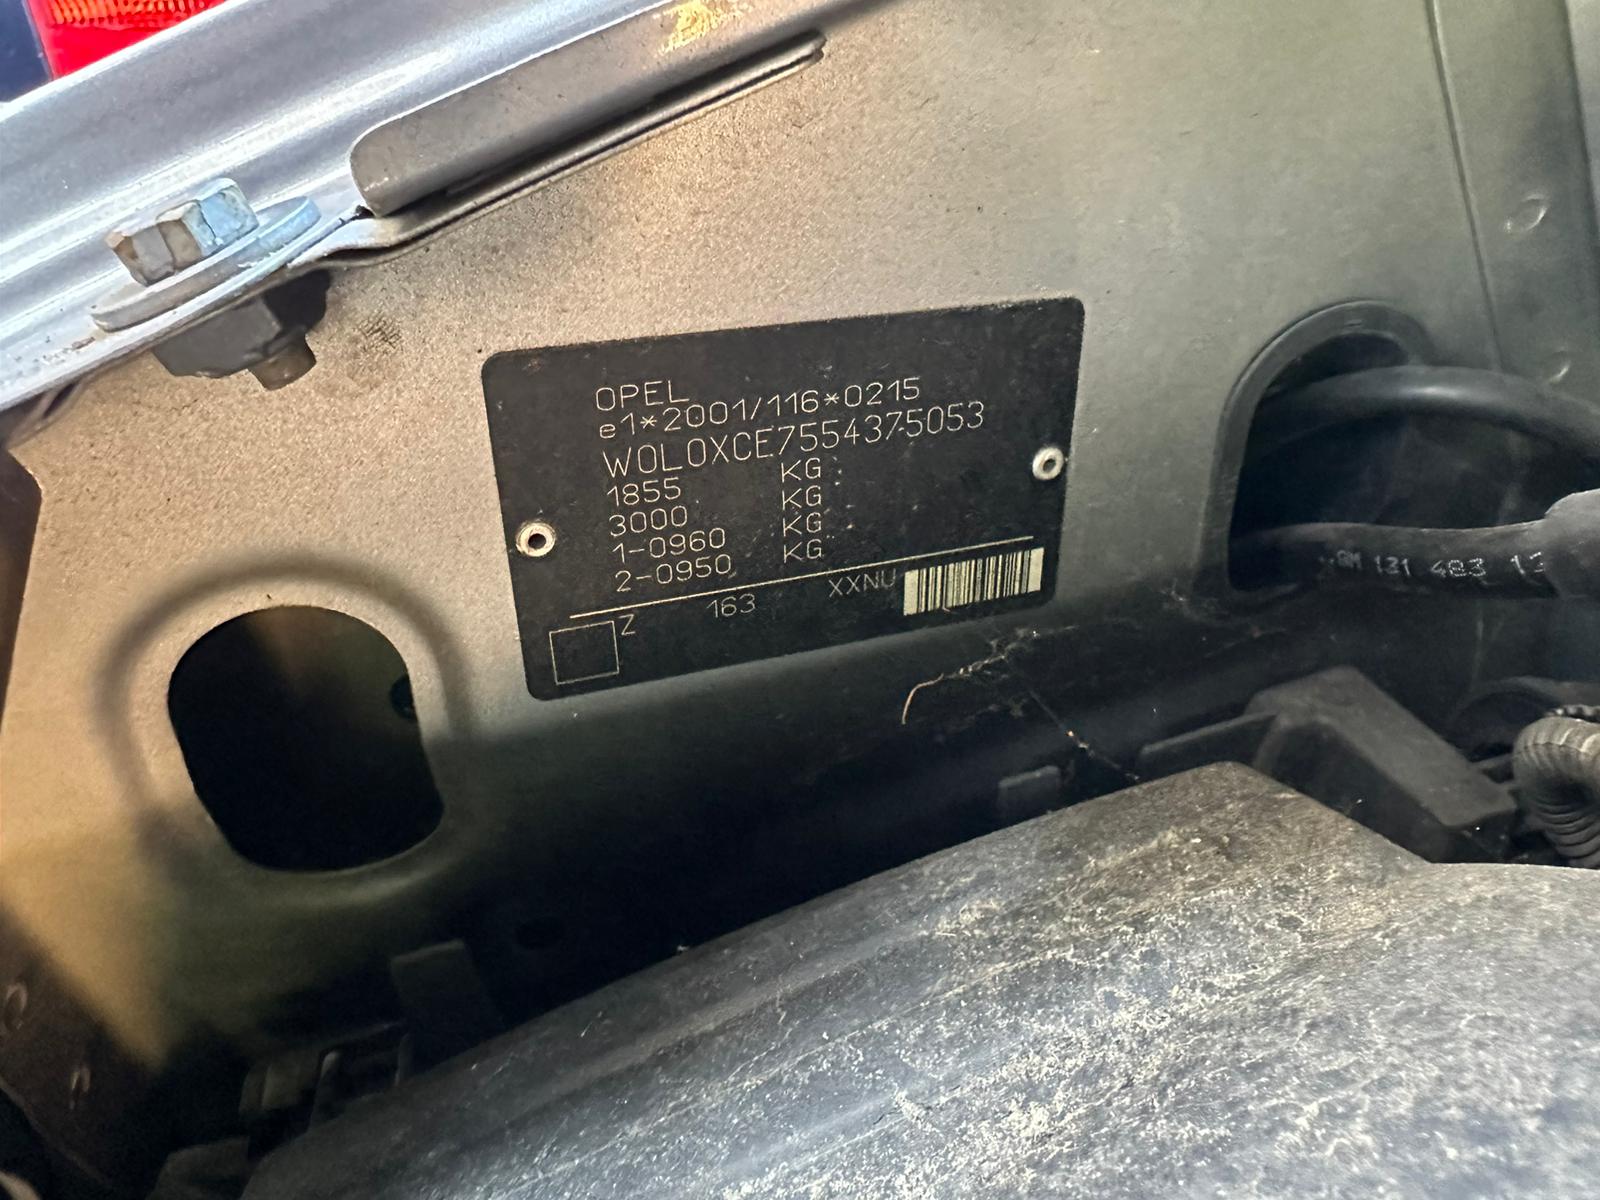 OPEL
e1*2001/116*0215
W0L0XCE7554375053
1855 KG
3000 KG
1-0960 KG
2-0950 KG
Z 163 XXNU
GM 131 483 13